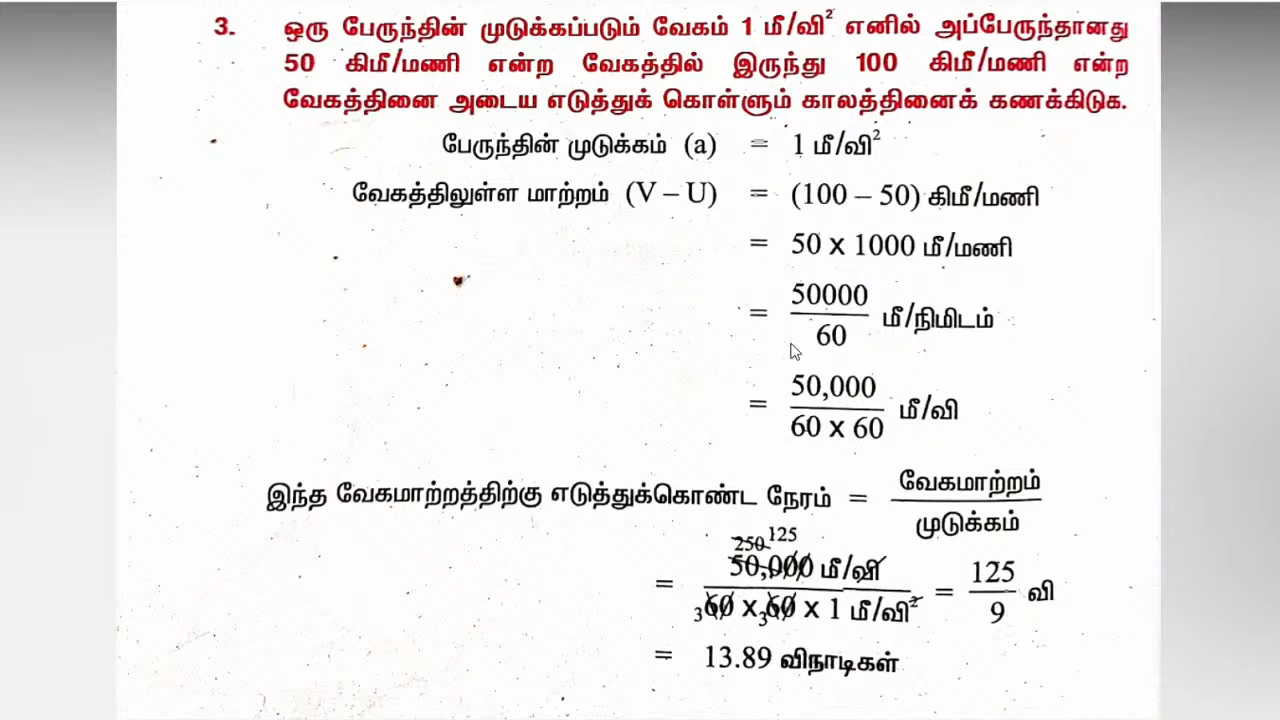 3. ஒரு பேருந்தின் முடுக்கப்படும் வேகம் 1 மீ/வி² எனில் அப்பேருந்தானது
50 கிமீ/மணி என்ற வேகத்தில் இருந்து 100 கிமீ/மணி என்ற
வேகத்தினை அடைய எடுத்துக் கொள்ளும் காலத்தினைக் கணக்கிடுக.
பேருந்தின் முடுக்கம் (a) = 1 மீ/வி²
வேகத்திலுள்ள மாற்றம் (V – U) = (100 – 50) கிமீ/மணி
= 50 x 1000 மீ/மணி
= 50000
60 மீ/நிமிடம்
= 50,000
60 x 60 மீ/வி
இந்த வேகமாற்றத்திற்கு எடுத்துக்கொண்ட நேரம் = வேகமாற்றம்
முடுக்கம்
250 125
= 50,000 மீ/வி
3 60 x 3 60 x 1 மீ/வி² = 125
9 வி
= 13.89 விநாடிகள்